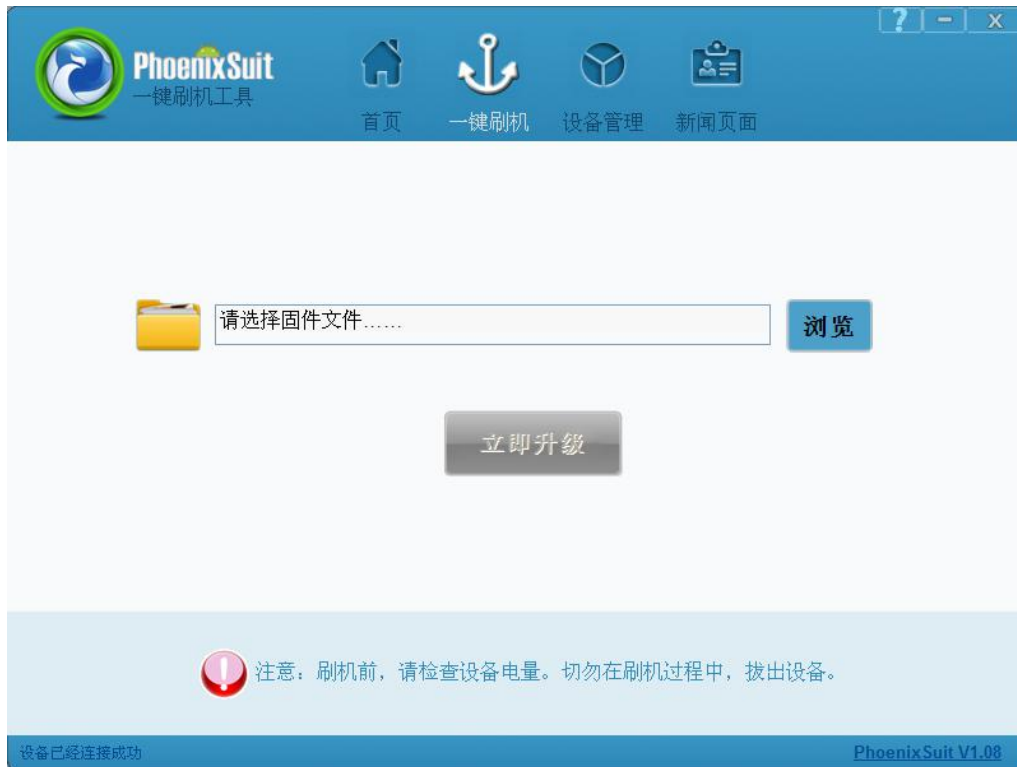 ? - x
PhoenixSuit
一键刷机工具
首页 一键刷机 设备管理 新闻页面
请选择固件文件…… 浏览
立即升级
注意：刷机前，请检查设备电量。切勿在刷机过程中，拔出设备。
设备已经连接成功 PhoenixSuit V1.08